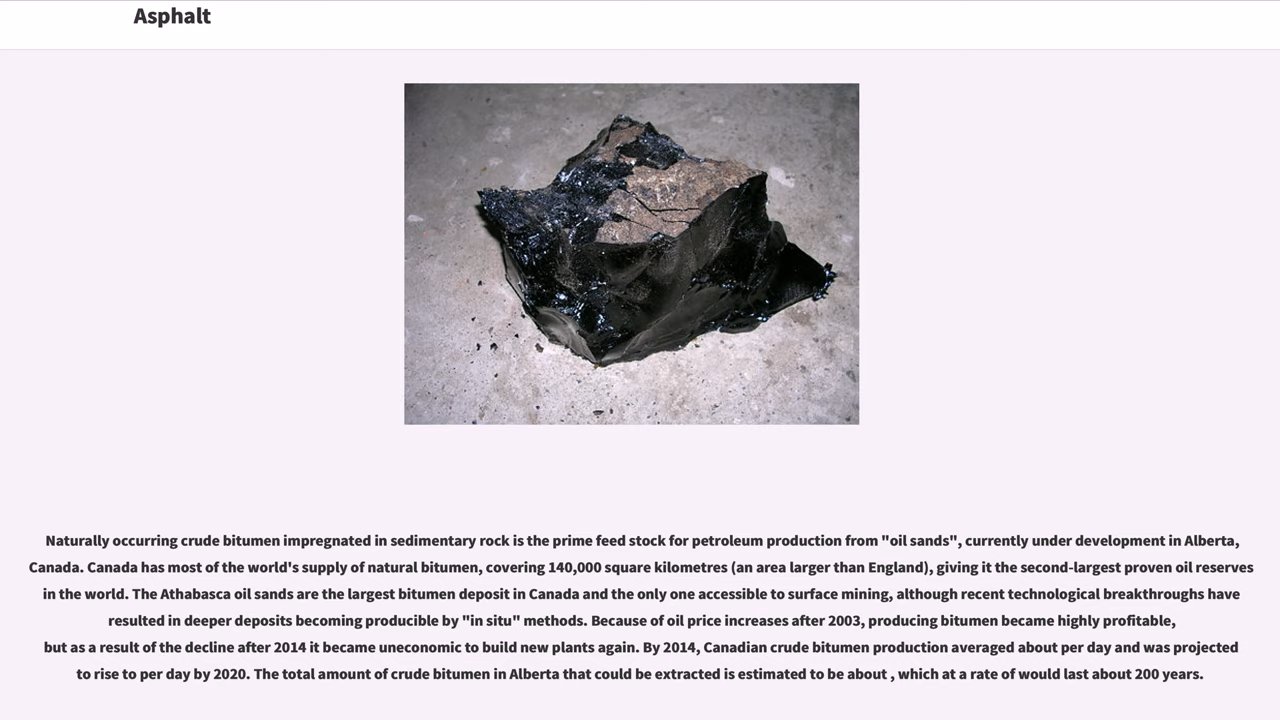 Asphalt
Naturally occurring crude bitumen impregnated in sedimentary rock is the prime feed stock for petroleum production from "oil sands", currently under development in Alberta,
Canada. Canada has most of the world's supply of natural bitumen, covering 140,000 square kilometres (an area larger than England), giving it the second-largest proven oil reserves
in the world. The Athabasca oil sands are the largest bitumen deposit in Canada and the only one accessible to surface mining, although recent technological breakthroughs have
resulted in deeper deposits becoming producible by "in situ" methods. Because of oil price increases after 2003, producing bitumen became highly profitable,
but as a result of the decline after 2014 it became uneconomic to build new plants again. By 2014, Canadian crude bitumen production averaged about per day and was projected
to rise to per day by 2020. The total amount of crude bitumen in Alberta that could be extracted is estimated to be about , which at a rate of would last about 200 years.